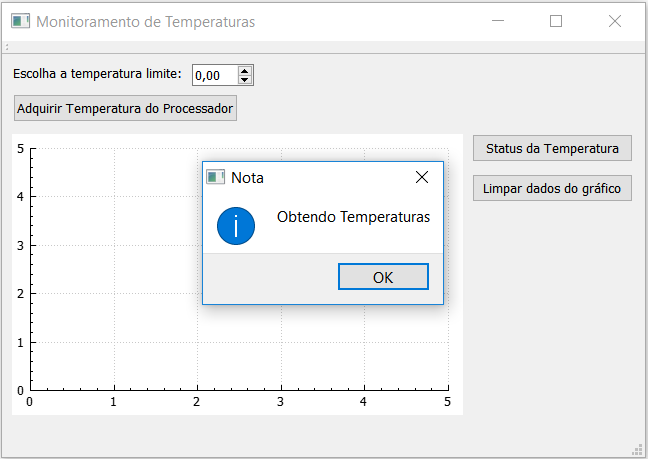 Monitoramento de Temperaturas
Escolha a temperatura limite: 0,00
Adquirir Temperatura do Processador
Status da Temperatura
Limpar dados do gráfico
Nota
i
Obtendo Temperaturas
OK
5
4
3
2
1
0
0 1 2 3 4 5